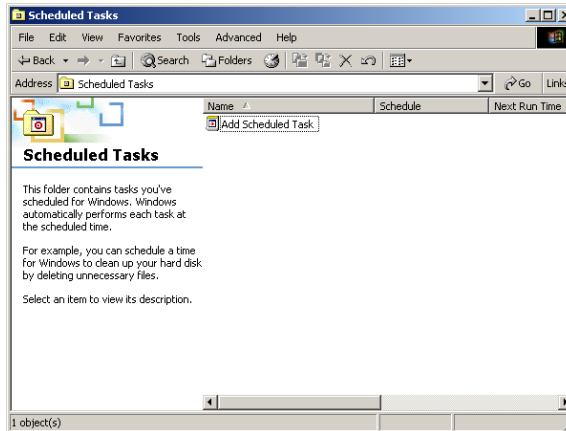 Scheduled Tasks
File Edit View Favorites Tools Advanced Help
Back Search Folders
Address Scheduled Tasks Go Links
Name Schedule Next Run Time
Add Scheduled Task
Scheduled Tasks
This folder contains tasks you've
scheduled for Windows. Windows
automatically performs each task at
the scheduled time.
For example, you can schedule a time
for Windows to clean up your hard disk
by deleting unnecessary files.
Select an item to view its description.
1 object(s)